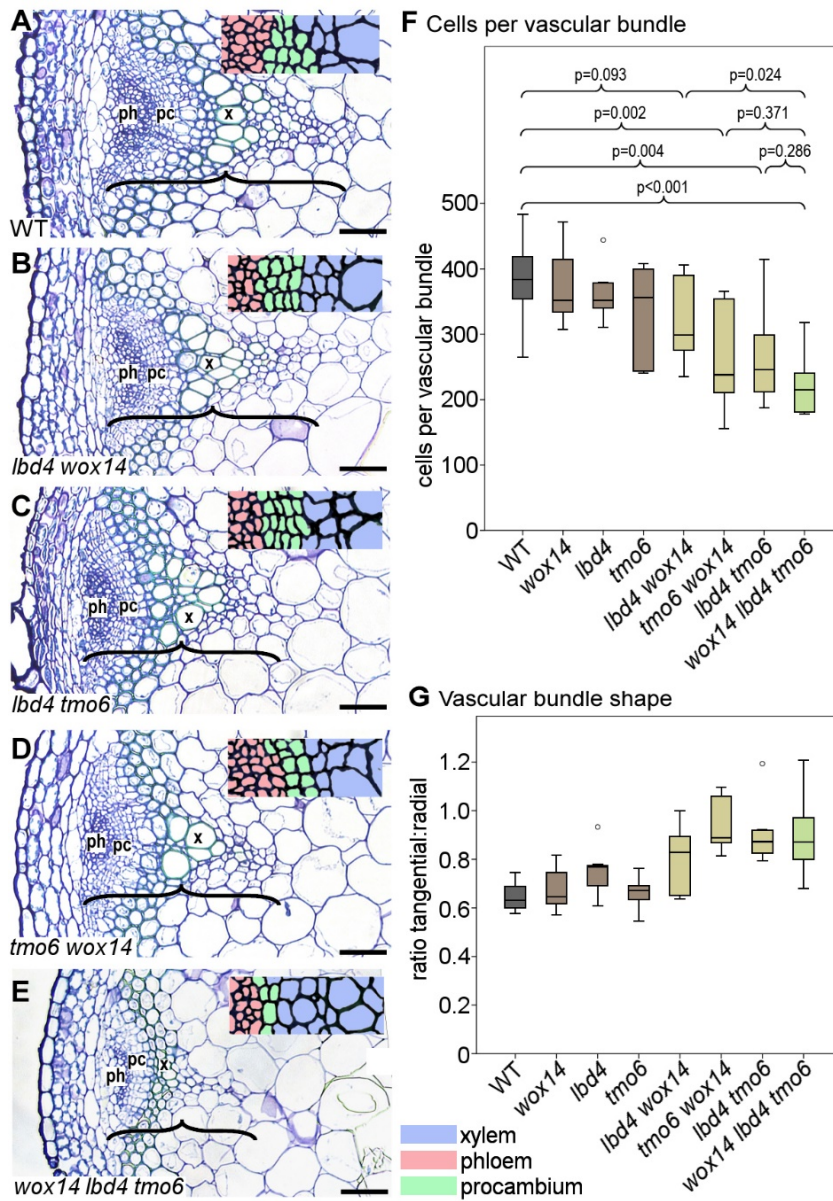 A
ph
pc
x
WT
B
ph
pc
x
lbd4 wox14
C
ph
pc
x
lbd4 tmo6
D
ph
pc
x
tmo6 wox14
E
ph
pc
x
wox14 lbd4 tmo6
xylem
phloem
procambium
F Cells per vascular bundle
p=0.093
p=0.024
p=0.002
p=0.371
p=0.004
p=0.286
p<0.001
cells per vascular bundle
500
400
300
200
100
0
WT
wox14
lbd4
tmo6
lbd4 wox14
tmo6 wox14
lbd4 tmo6
wox14 lbd4 tmo6
G Vascular bundle shape
ratio tangential:radial
1.2
1.0
0.8
0.6
0.4
0.2
0
WT
wox14
lbd4
tmo6
lbd4 wox14
tmo6 wox14
lbd4 tmo6
wox14 lbd4 tmo6